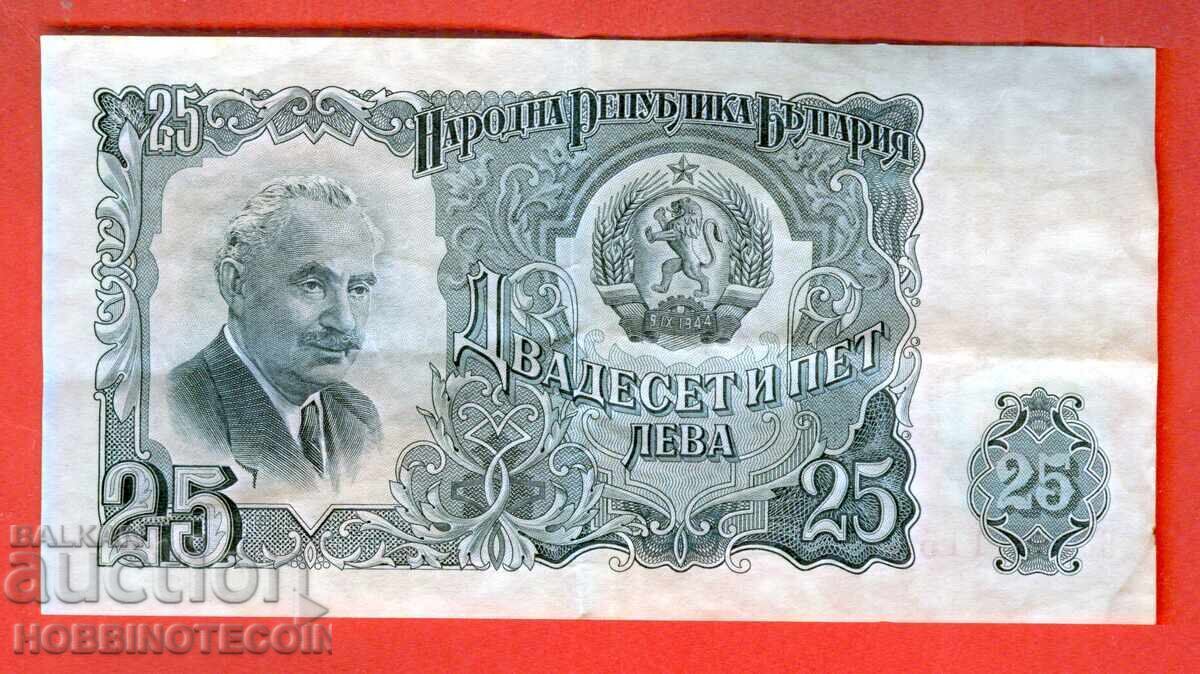 25
НАРОДНА РЕПУБЛИКА БЪЛГАРИЯ
9 IX 1944
ДВАДЕСЕТ И ПЕТ
ЛЕВА
25
25
25
BALKAN
auction
HOBBINOTECOIN